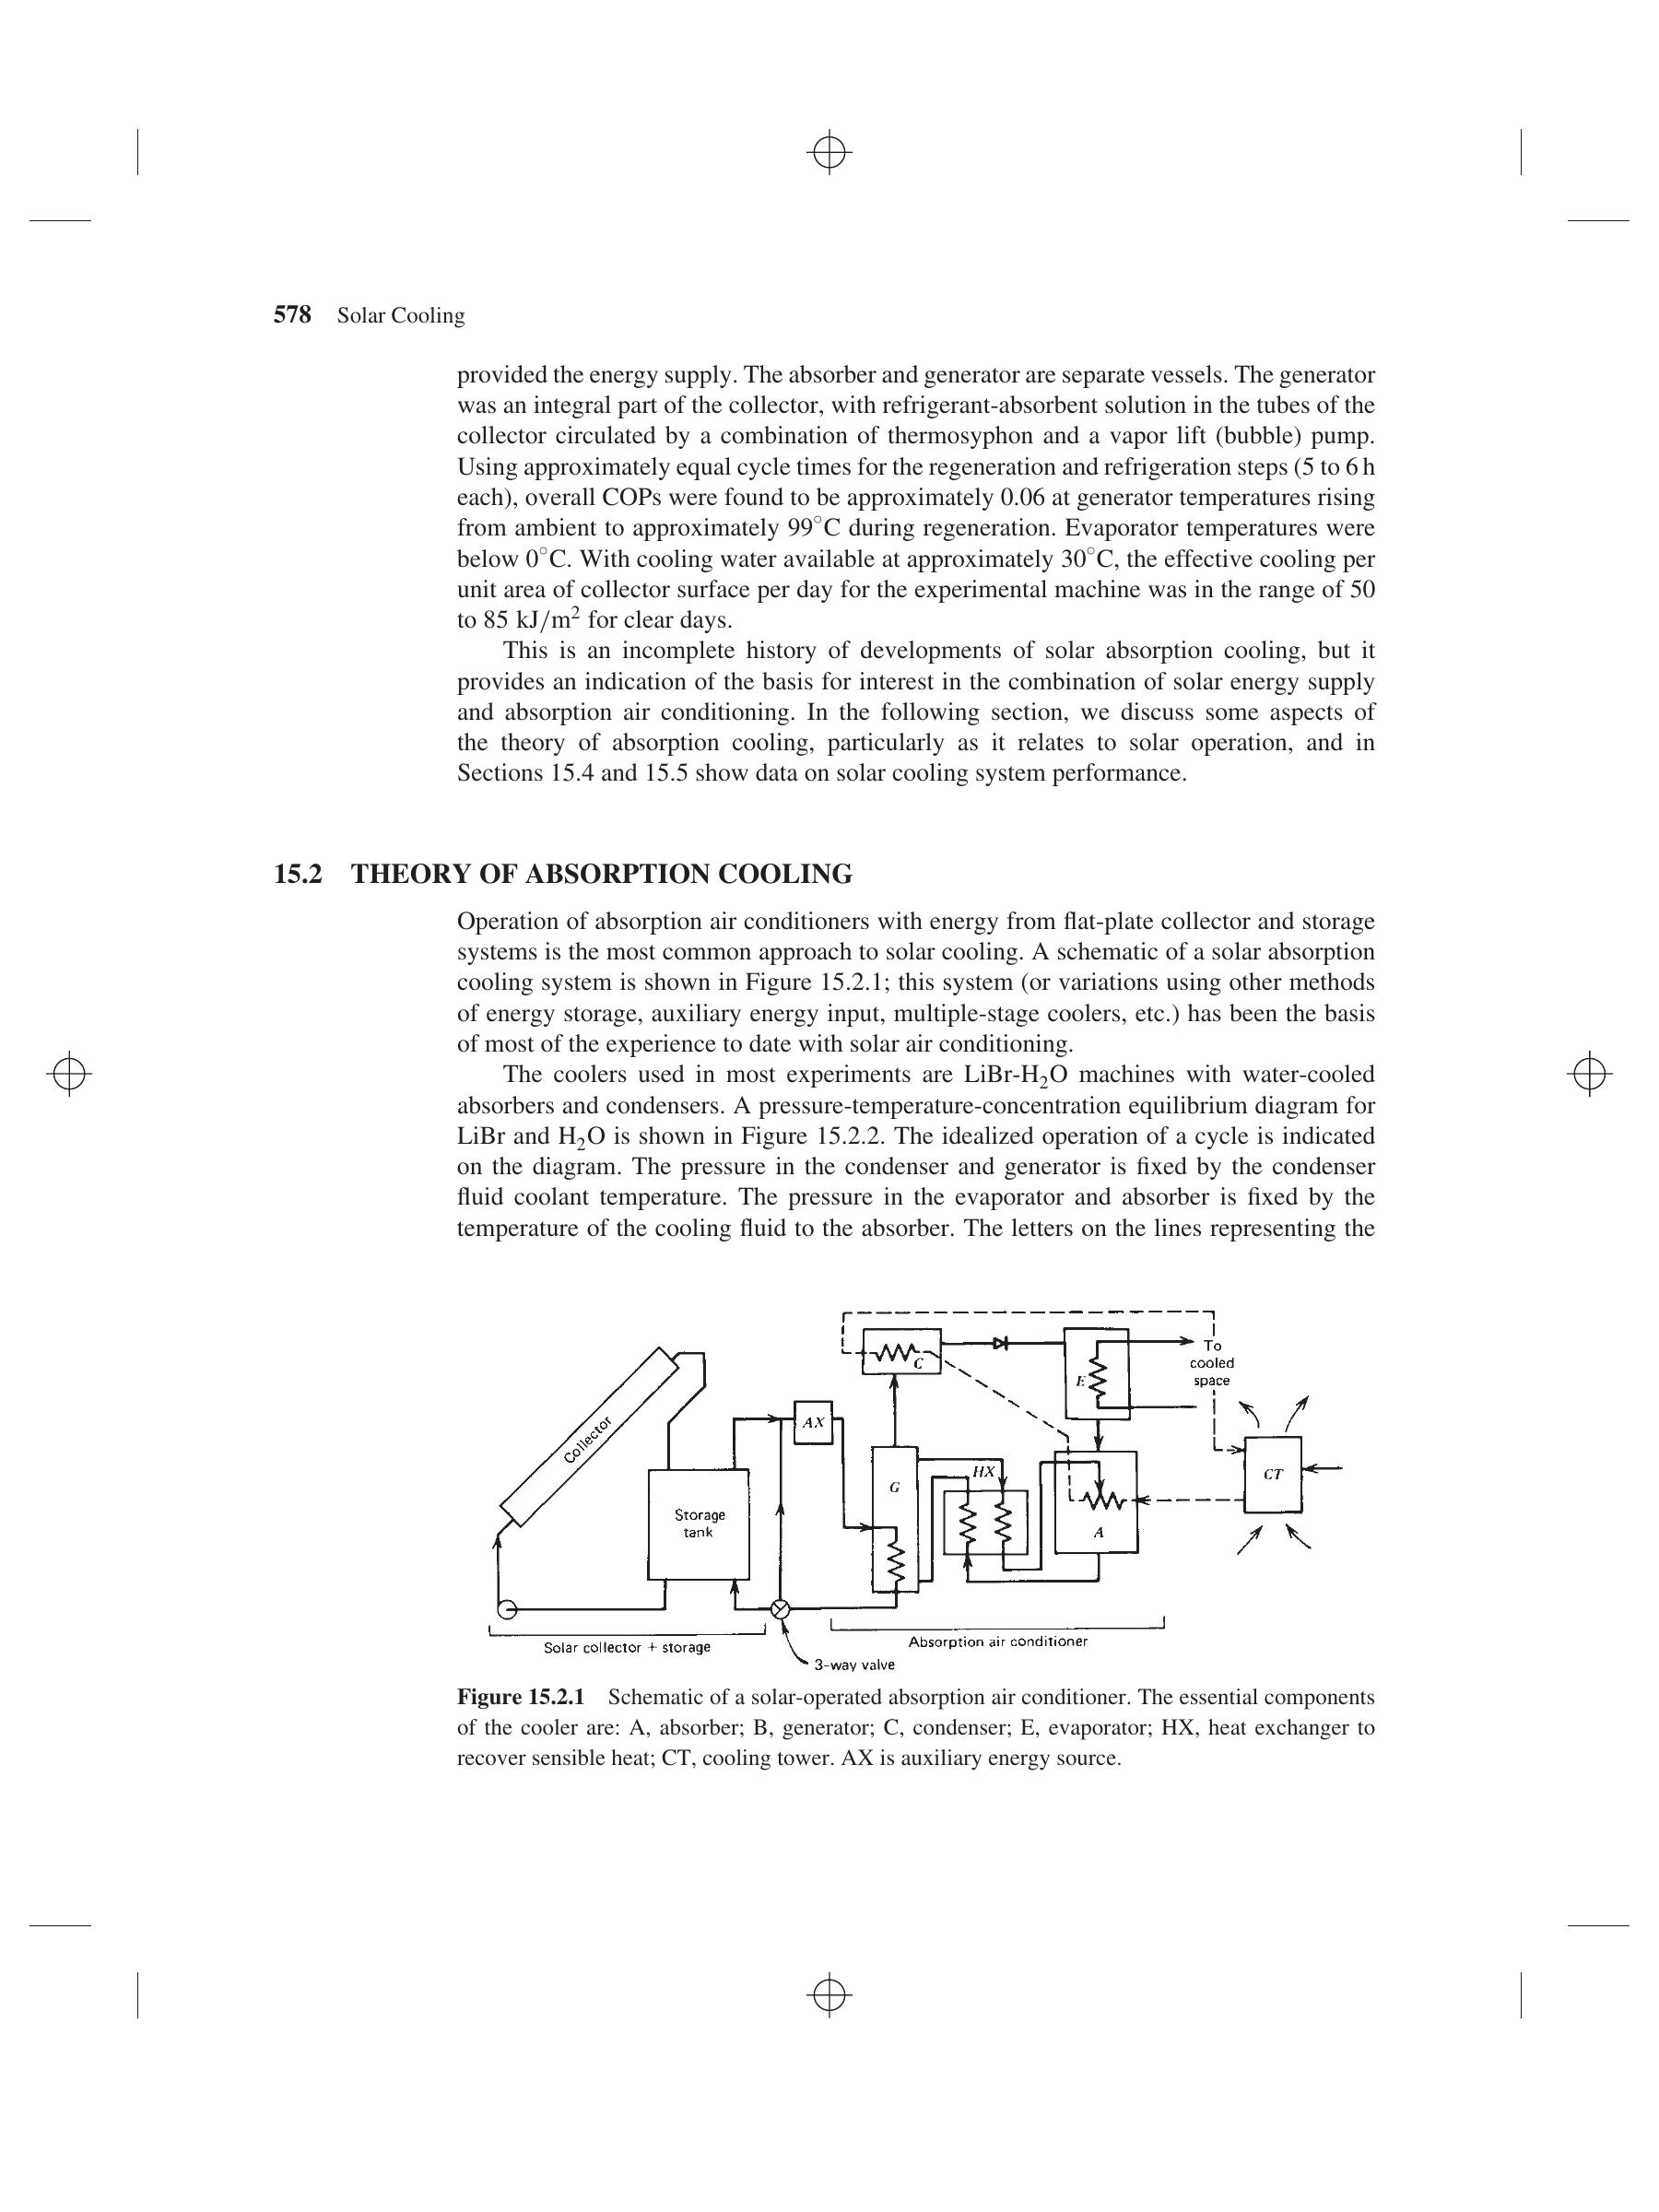 578 Solar Cooling
provided the energy supply. The absorber and generator are separate vessels. The generator
was an integral part of the collector, with refrigerant-absorbent solution in the tubes of the
collector circulated by a combination of thermosyphon and a vapor lift (bubble) pump.
Using approximately equal cycle times for the regeneration and refrigeration steps (5 to 6 h
each), overall COPs were found to be approximately 0.06 at generator temperatures rising
from ambient to approximately 99°C during regeneration. Evaporator temperatures were
below 0°C. With cooling water available at approximately 30°C, the effective cooling per
unit area of collector surface per day for the experimental machine was in the range of 50
to 85 kJ/m² for clear days.
This is an incomplete history of developments of solar absorption cooling, but it
provides an indication of the basis for interest in the combination of solar energy supply
and absorption air conditioning. In the following section, we discuss some aspects of
the theory of absorption cooling, particularly as it relates to solar operation, and in
Sections 15.4 and 15.5 show data on solar cooling system performance.
15.2 THEORY OF ABSORPTION COOLING
Operation of absorption air conditioners with energy from flat-plate collector and storage
systems is the most common approach to solar cooling. A schematic of a solar absorption
cooling system is shown in Figure 15.2.1; this system (or variations using other methods
of energy storage, auxiliary energy input, multiple-stage coolers, etc.) has been the basis
of most of the experience to date with solar air conditioning.
The coolers used in most experiments are LiBr-H₂O machines with water-cooled
absorbers and condensers. A pressure-temperature-concentration equilibrium diagram for
LiBr and H₂O is shown in Figure 15.2.2. The idealized operation of a cycle is indicated
on the diagram. The pressure in the condenser and generator is fixed by the condenser
fluid coolant temperature. The pressure in the evaporator and absorber is fixed by the
temperature of the cooling fluid to the absorber. The letters on the lines representing the
To
cooled
space
C
E
Collector
AX
HX
CT
G
Storage
tank
A
Solar collector + storage
Absorption air conditioner
3-way valve
Figure 15.2.1 Schematic of a solar-operated absorption air conditioner. The essential components
of the cooler are: A, absorber; B, generator; C, condenser; E, evaporator; HX, heat exchanger to
recover sensible heat; CT, cooling tower. AX is auxiliary energy source.